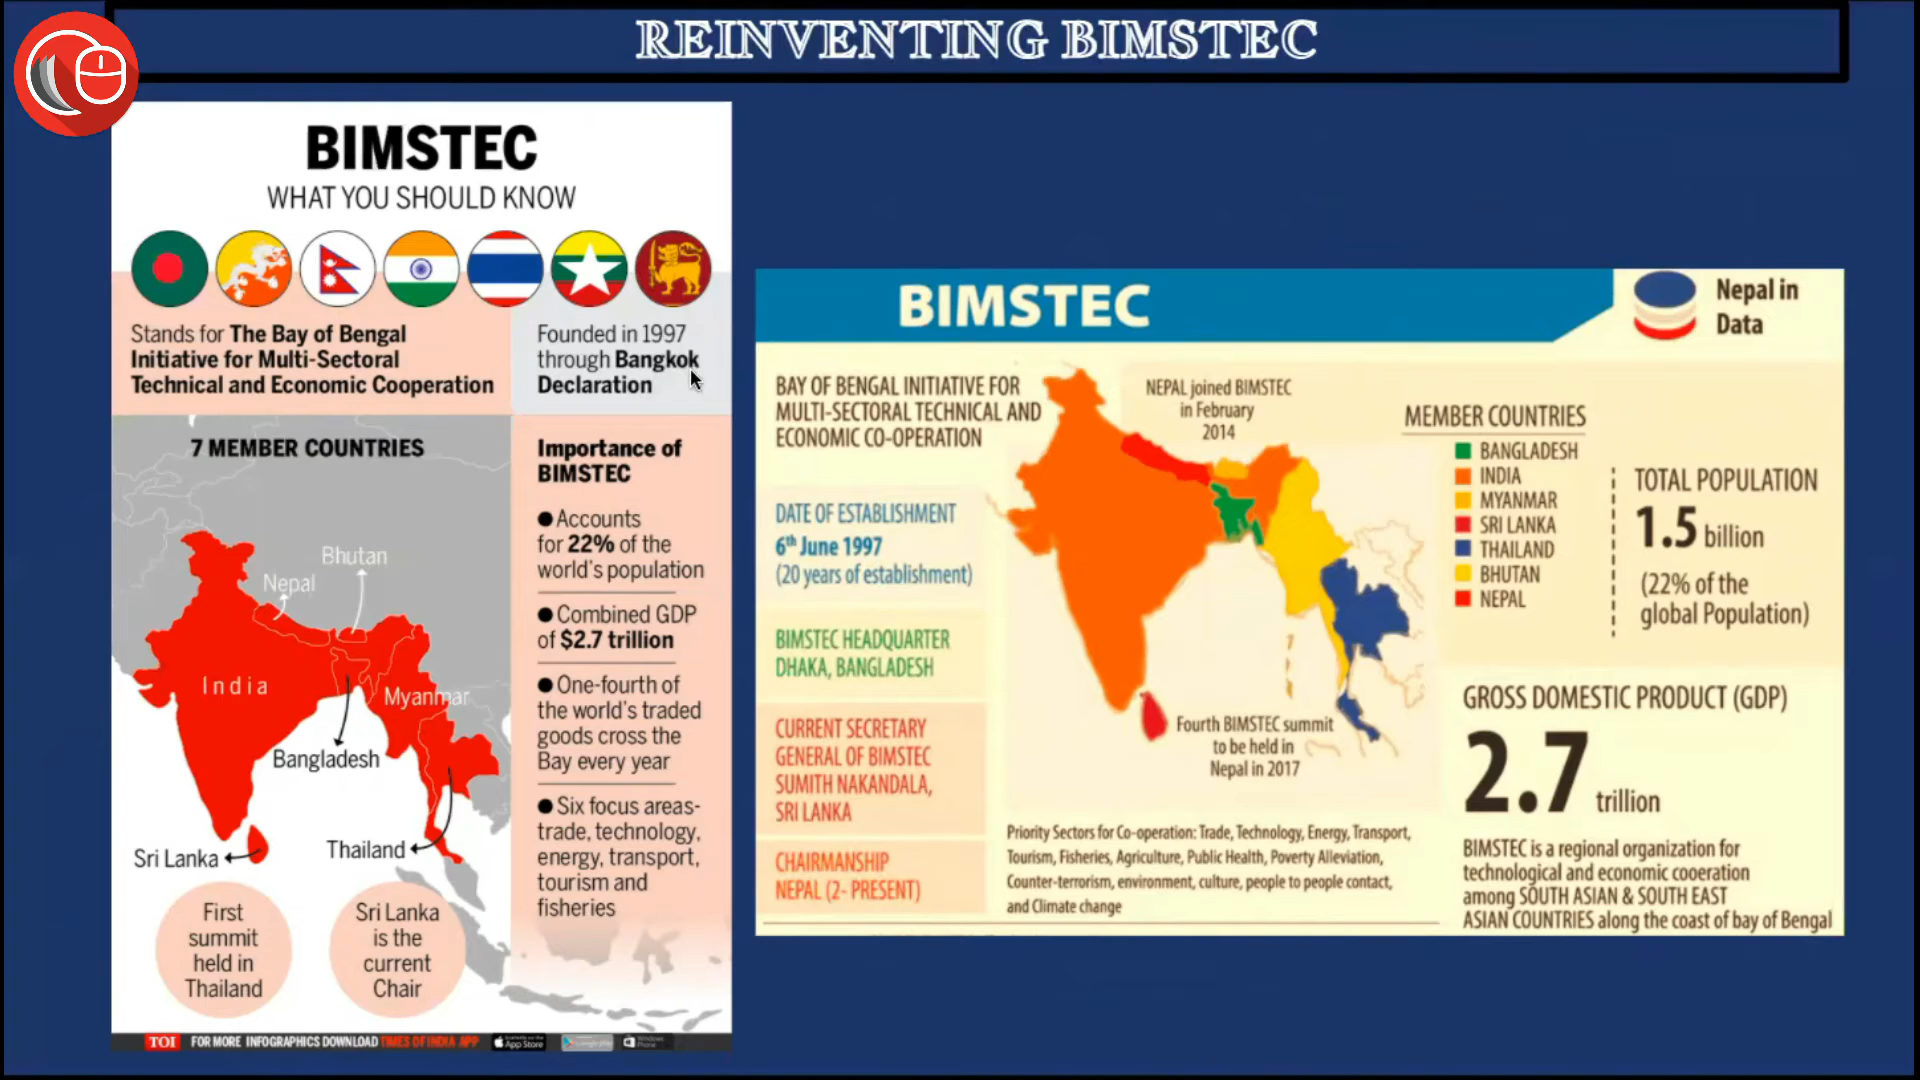 REINVENTING BIMSTEC
BIMSTEC
WHAT YOU SHOULD KNOW
Stands for The Bay of Bengal
Initiative for Multi-Sectoral
Technical and Economic Cooperation
Founded in 1997
through Bangkok
Declaration
7 MEMBER COUNTRIES
Bhutan
Nepal
India
Myanmar
Bangladesh
Thailand
Sri Lanka
First
summit
held in
Thailand
Sri Lanka
is the
current
Chair
Importance of
BIMSTEC
● Accounts
for 22% of the
world's population
● Combined GDP
of $2.7 trillion
● One-fourth of
the world's traded
goods cross the
Bay every year
● Six focus areas-
trade, technology,
energy, transport,
tourism and
fisheries
TOI FOR MORE INFOGRAPHICS DOWNLOAD TIMES OF INDIA APP
App Store
BIMSTEC
Nepal in
Data
BAY OF BENGAL INITIATIVE FOR
MULTI-SECTORAL TECHNICAL AND
ECONOMIC CO-OPERATION
DATE OF ESTABLISHMENT
6th June 1997
(20 years of establishment)
BIMSTEC HEADQUARTER
DHAKA, BANGLADESH
CURRENT SECRETARY
GENERAL OF BIMSTEC
SUMITH NAKANDALA,
SRI LANKA
CHAIRMANSHIP
NEPAL (2- PRESENT)
NEPAL joined BIMSTEC
in February
2014
Fourth BIMSTEC summit
to be held in
Nepal in 2017
Priority Sectors for Co-operation: Trade, Technology, Energy, Transport,
Tourism, Fisheries, Agriculture, Public Health, Poverty Alleviation,
Counter-terrorism, environment, culture, people to people contact,
and Climate change
MEMBER COUNTRIES
BANGLADESH
INDIA
MYANMAR
SRI LANKA
THAILAND
BHUTAN
NEPAL
TOTAL POPULATION
1.5 billion
(22% of the
global Population)
GROSS DOMESTIC PRODUCT (GDP)
2.7 trillion
BIMSTEC is a regional organization for
technological and economic cooeration
among SOUTH ASIAN & SOUTH EAST
ASIAN COUNTRIES along the coast of bay of Bengal